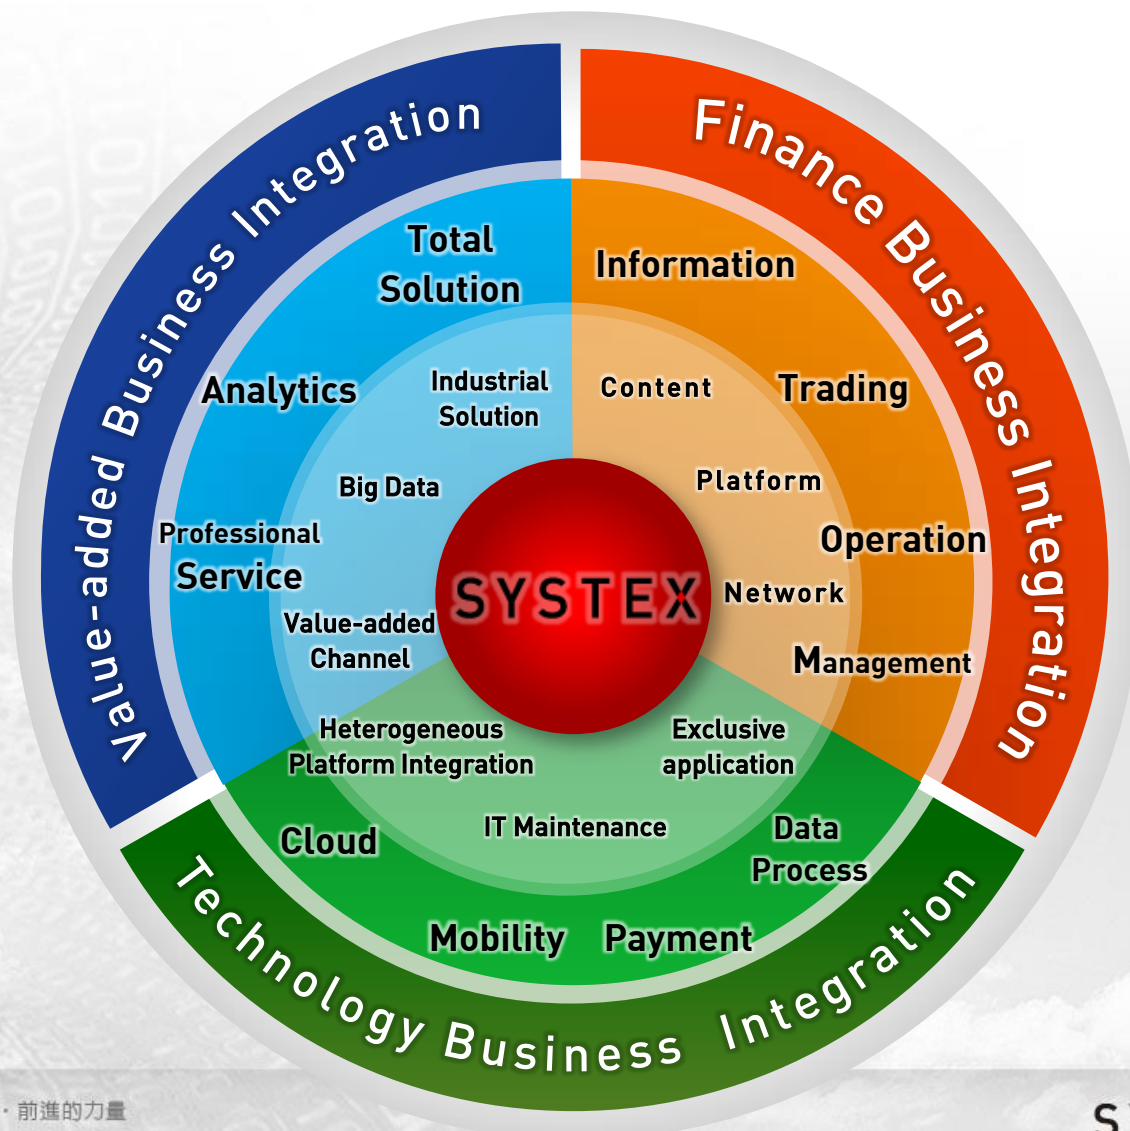 Value-added Business Integration
Finance Business Integration
Total
Solution
Information
Analytics
Industrial
Solution
Content
Trading
Big Data
Platform
Professional
Service
Operation
SYSTEX
Network
Value-added
Channel
Management
Heterogeneous
Platform Integration
Exclusive
application
IT Maintenance
Cloud
Data
Process
Mobility
Payment
Technology Business Integration
·前進的力量
S